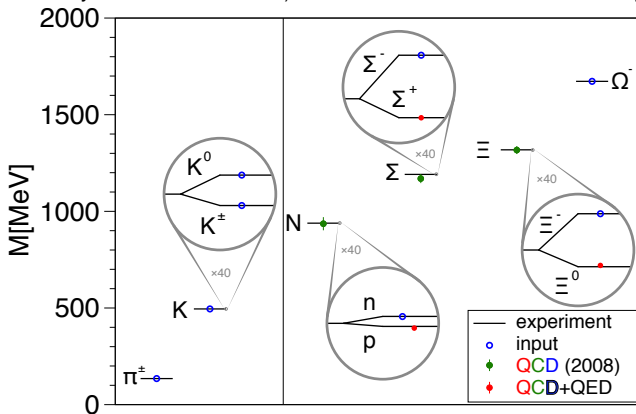 M[MeV]
2000
1500
1000
500
0
π±
K
K⁰
K±
×40
N
×40
n
p
Σ
Σ⁻
Σ⁺
×40
Ξ
×40
Ξ⁻
Ξ⁰
Ω⁻
experiment
input
QCD (2008)
QCD+QED